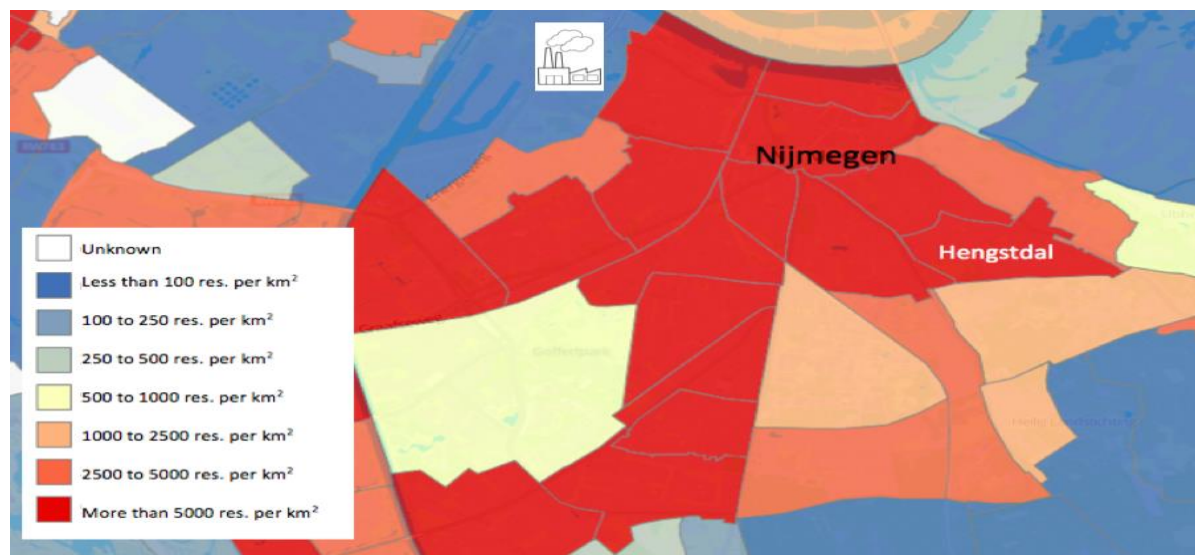 Nijmegen
Hengstdal
Goffertpark
Unknown
Less than 100 res. per km²
100 to 250 res. per km²
250 to 500 res. per km²
500 to 1000 res. per km²
1000 to 2500 res. per km²
2500 to 5000 res. per km²
More than 5000 res. per km²